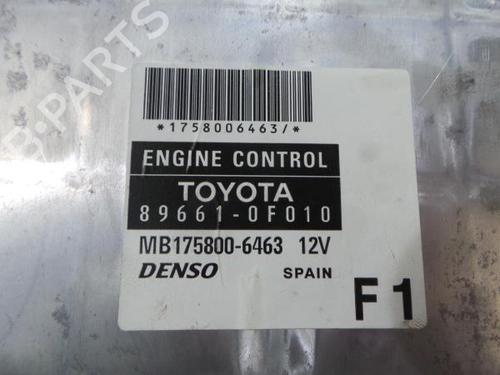 B-PARTS
*1758006463/*
ENGINE CONTROL
TOYOTA
89661-0F010
MB175800-6463 12V
DENSO SPAIN
F1